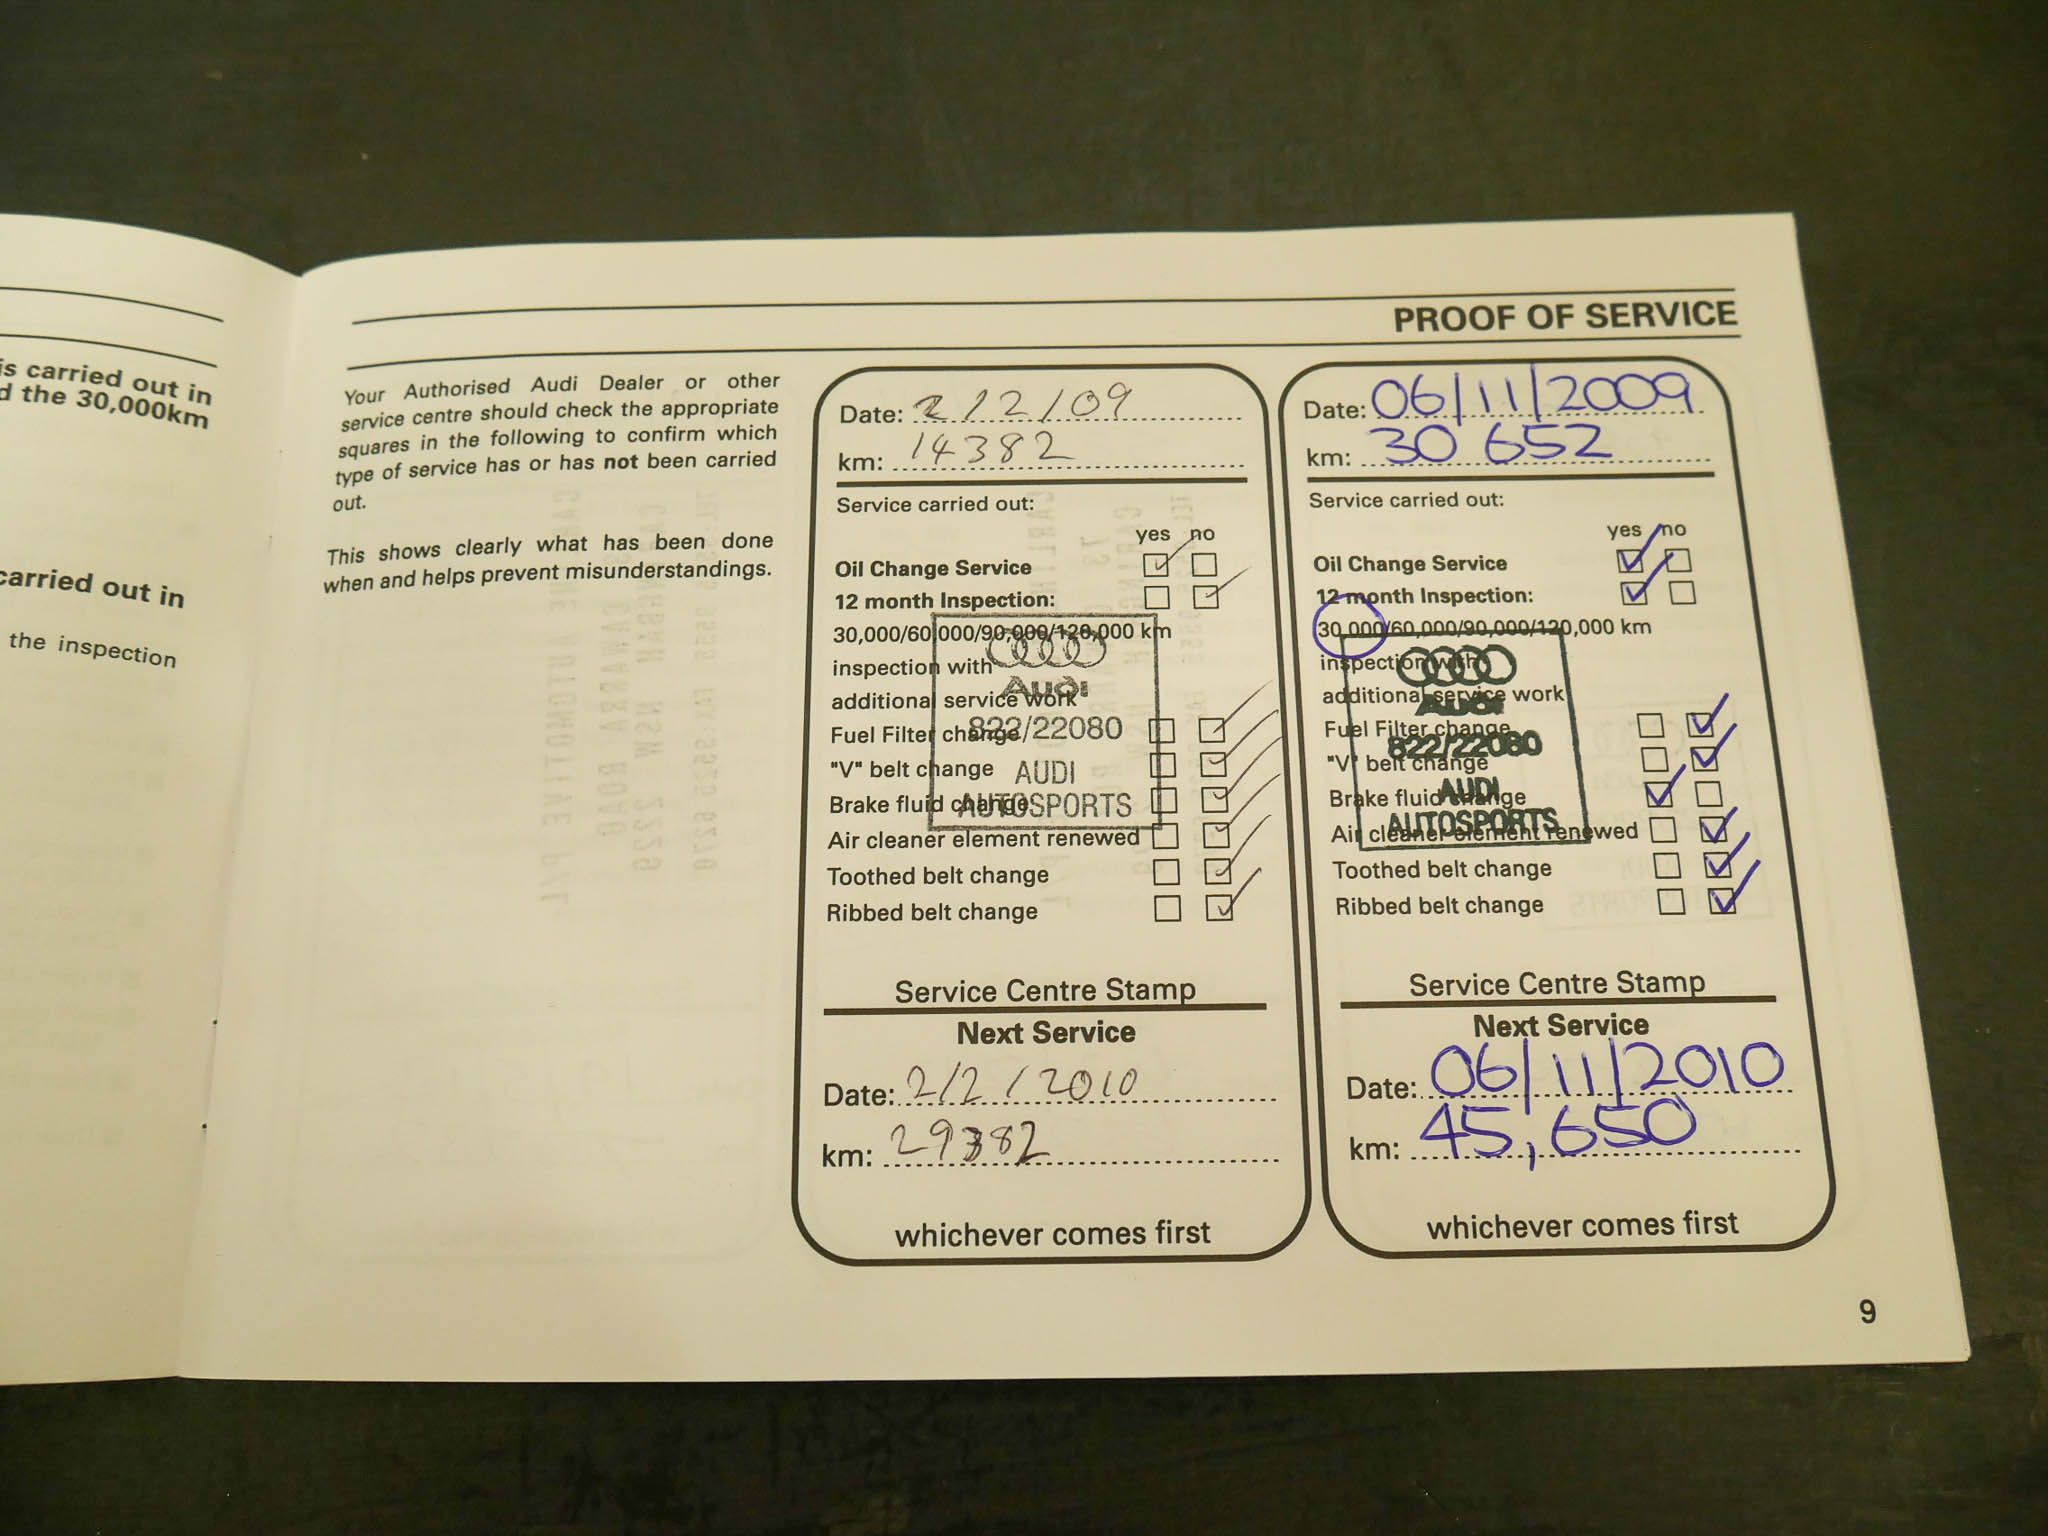 is carried out in
d the 30,000km
carried out in
the inspection
PROOF OF SERVICE
Your Authorised Audi Dealer or other
service centre should check the appropriate
squares in the following to confirm which
type of service has or has not been carried
out.
This shows clearly what has been done
when and helps prevent misunderstandings.
Date: 2/2/09
km: 14382
Service carried out:
yes no
Oil Change Service
12 month Inspection:
30,000/60,000/90,000/120,000 km
inspection with
additional service work
Fuel Filter change
"V" belt change
Brake fluid change
Air cleaner element renewed
Toothed belt change
Ribbed belt change
Audi
822/22080
AUDI
AUTOSPORTS
Service Centre Stamp
Next Service
Date: 2/2/2010
km: 29382
whichever comes first
Date: 06/11/2009
km: 30 652
Service carried out:
yes no
Oil Change Service
12 month Inspection:
30,000/60,000/90,000/120,000 km
inspection with
additional service work
Fuel Filter change
"V" belt change
Brake fluid change
Air cleaner element renewed
Toothed belt change
Ribbed belt change
Audi
822/22080
AUDI
AUTOSPORTS
Service Centre Stamp
Next Service
Date: 06/11/2010
km: 45,650
whichever comes first
9